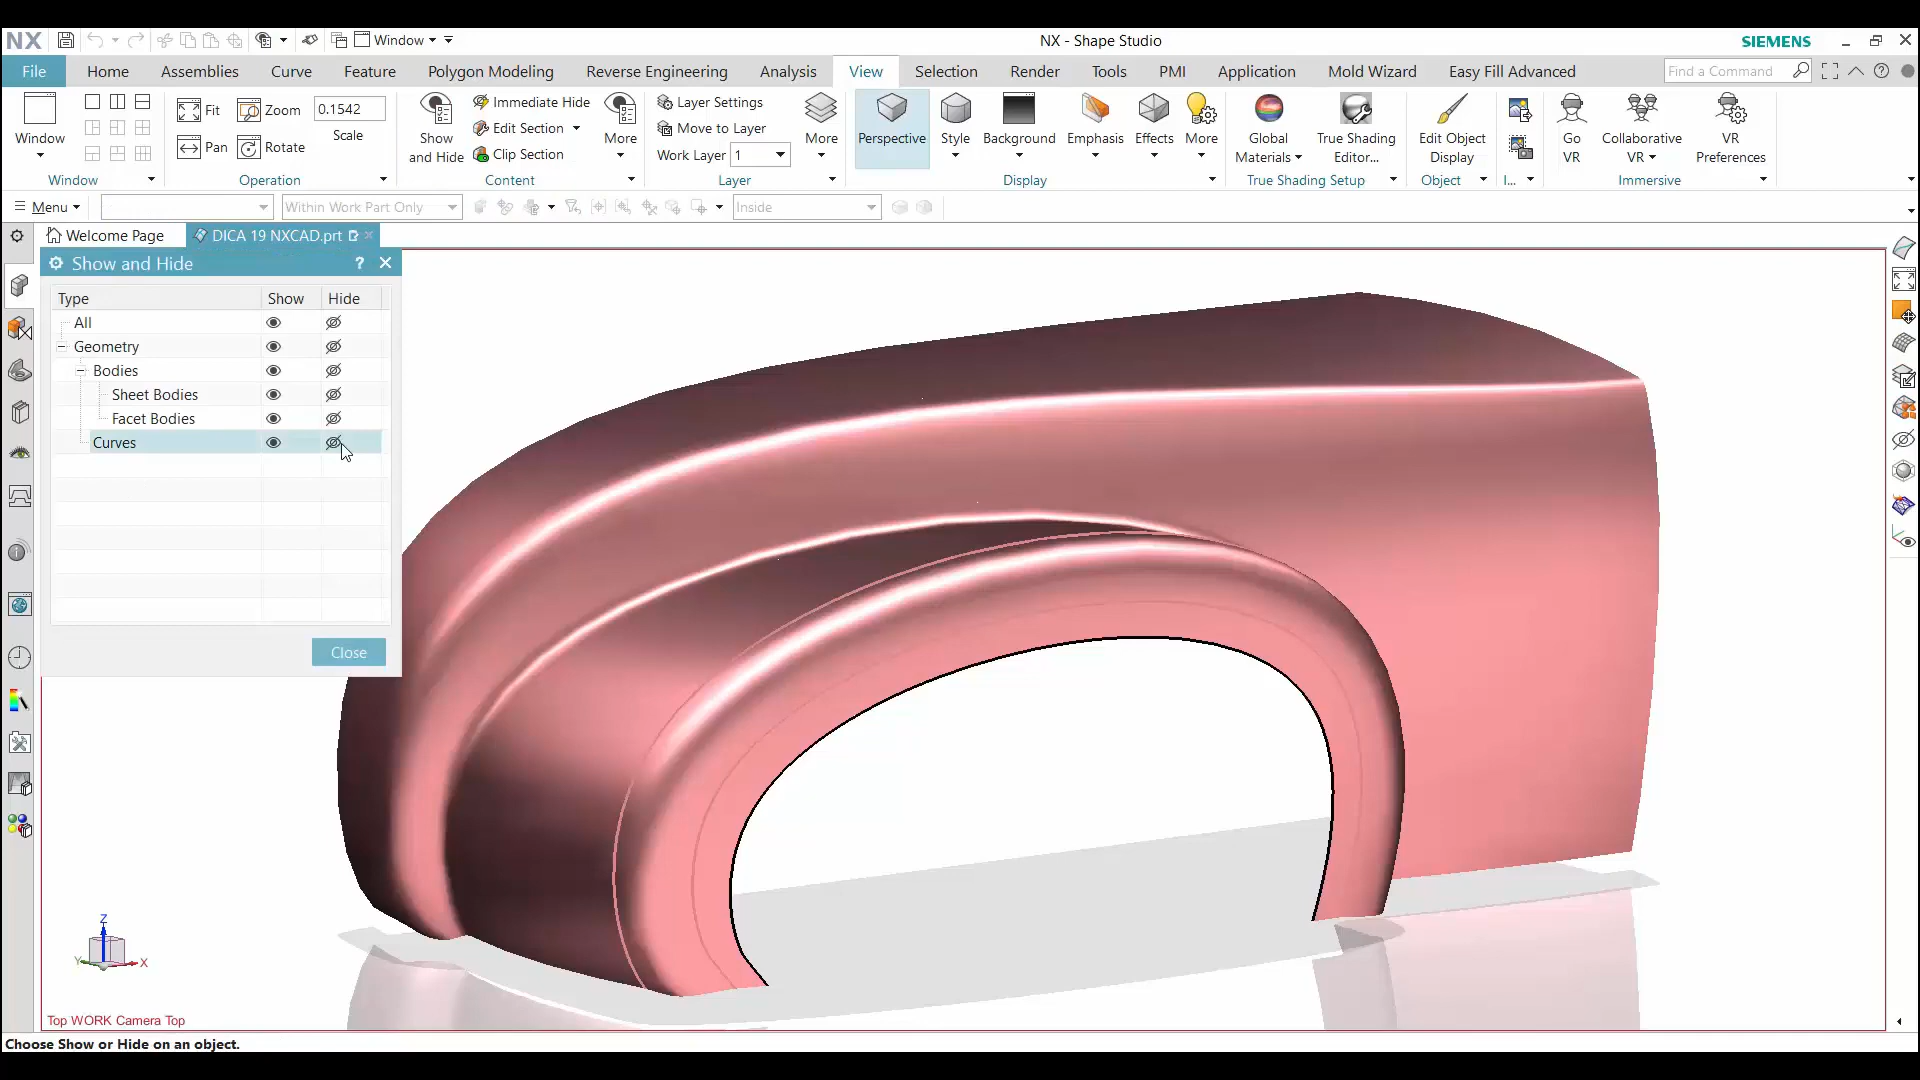 NX Window NX - Shape Studio SIEMENS
File Home Assemblies Curve Feature Polygon Modeling Reverse Engineering Analysis View Selection Render Tools PMI Application Mold Wizard Easy Fill Advanced Find a Command
Window Fit Zoom 0.1542 Show and Hide Immediate Hide More Layer Settings More Perspective Style Background Emphasis Effects More Global Materials True Shading Editor... Edit Object Display Go VR Collaborative VR VR Preferences
Pan Rotate Scale Edit Section Move to Layer
Clip Section Work Layer 1
Window Operation Content Layer Display True Shading Setup Object I... Immersive
Menu Within Work Part Only Inside
Welcome Page DICA 19 NXCAD.prt
Show and Hide ?
Type Show Hide
All
Geometry
Bodies
Sheet Bodies
Facet Bodies
Curves
Close
Z
Y X
Top WORK Camera Top
Choose Show or Hide on an object.